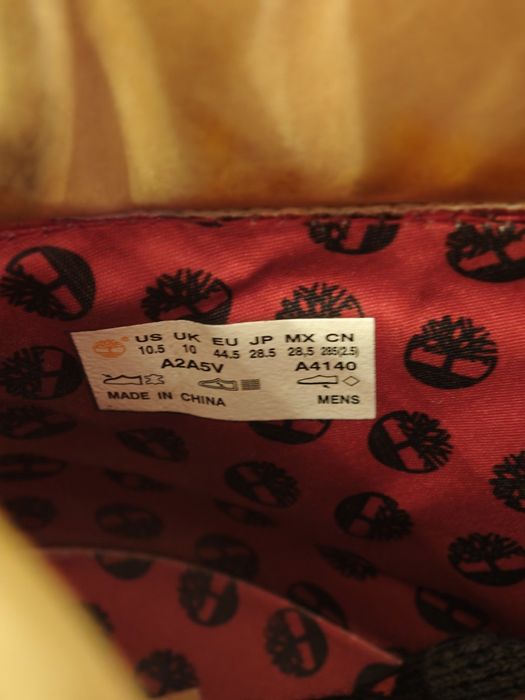 US UK EU JP MX CN
10.5 10 44.5 28.5 28.5 285(2.5)
A2A5V A4140
MADE IN CHINA MENS